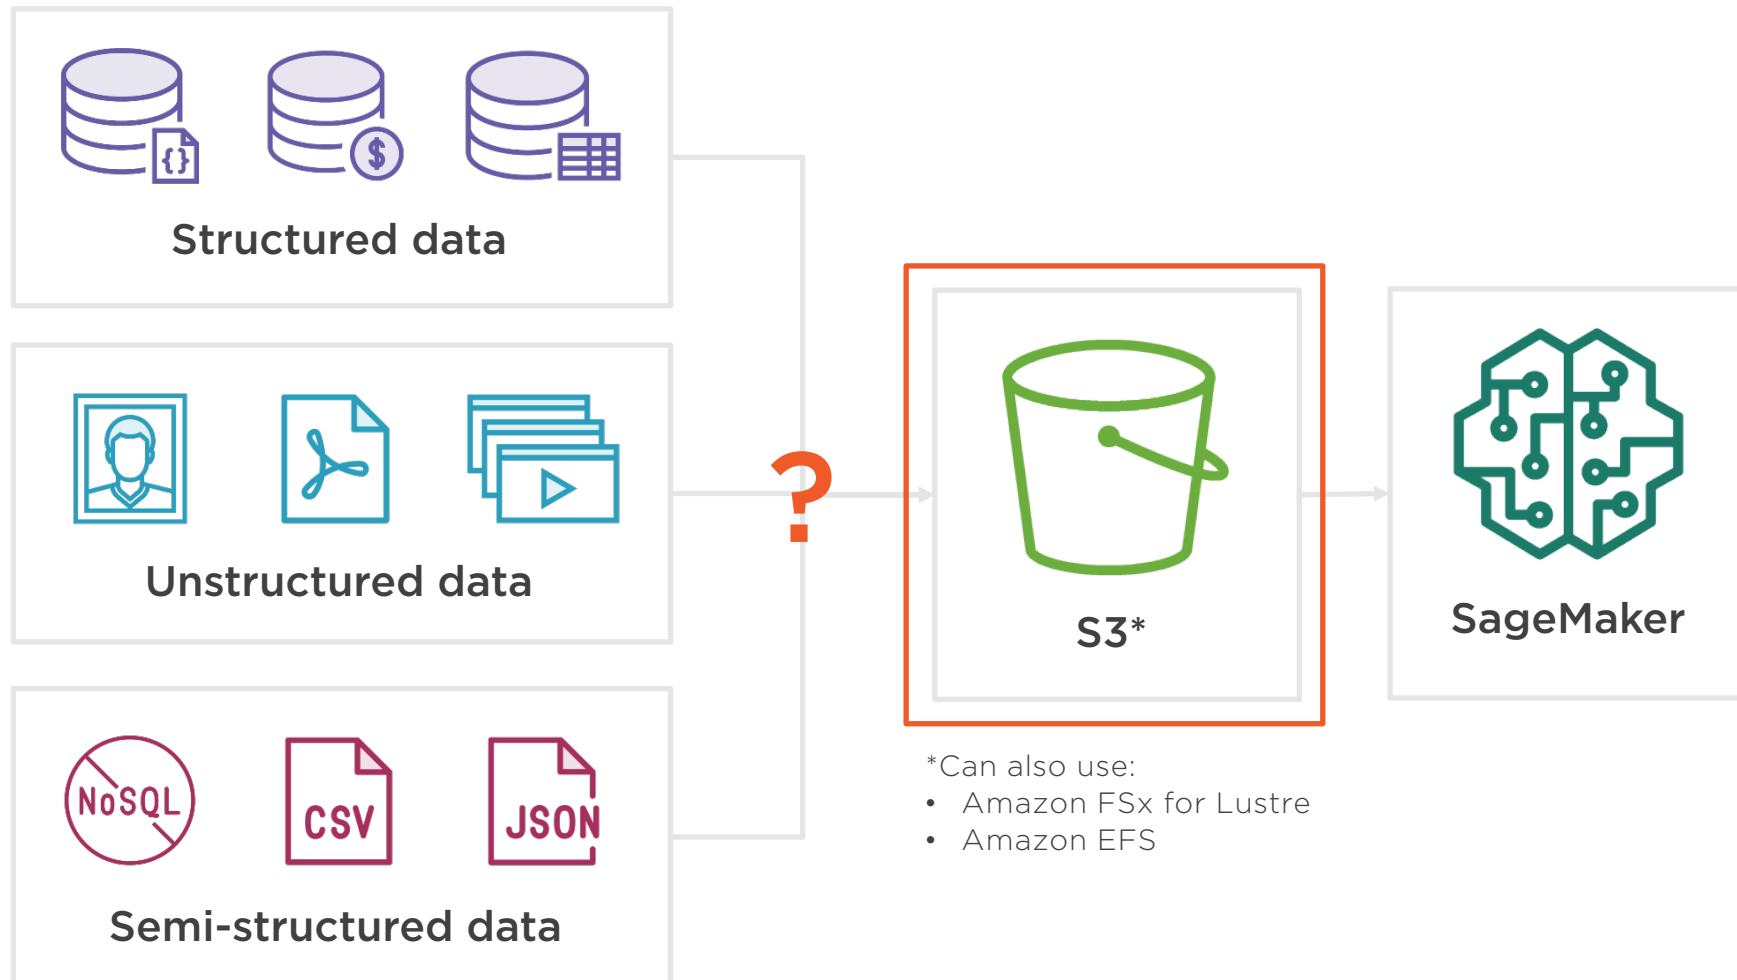 {}
$
Structured data
Unstructured data
NoSQL
CSV
JSON
Semi-structured data
?
S3*
*Can also use:
• Amazon FSx for Lustre
• Amazon EFS
SageMaker